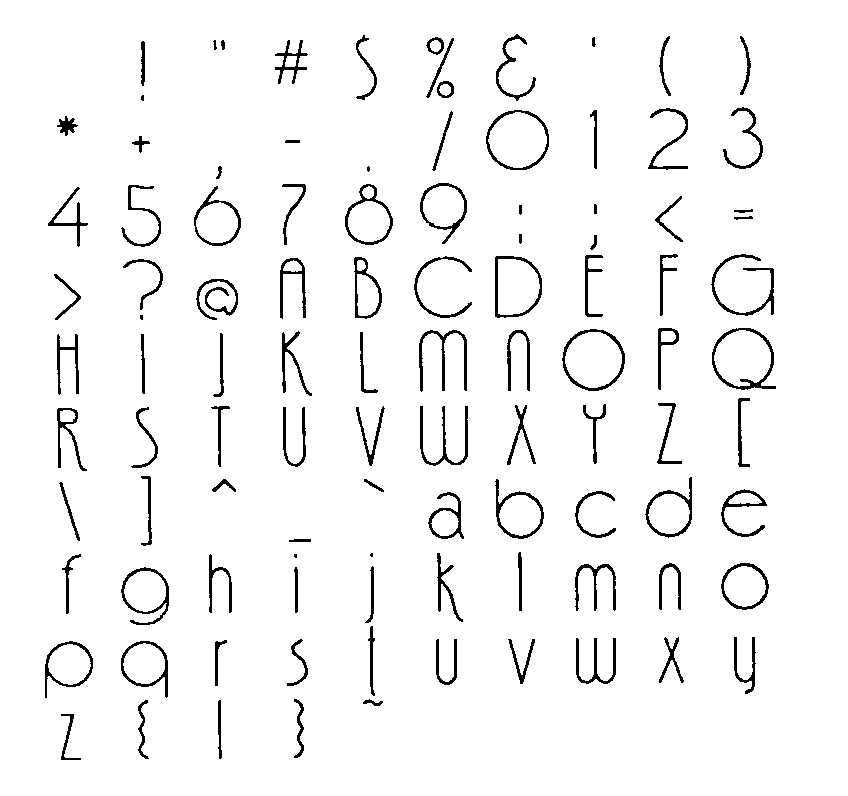 ! " # $ % & ' ( )
* + , - . / 0 1 2 3
4 5 6 7 8 9 : ; < =
> ? @ A B C D E F G
H I J K L M N O P Q
R S T U V W X Y Z [
\ ] ^ _ ` a b c d e
f g h i j k l m n o
p q r s t u v w x y
z { | } ~